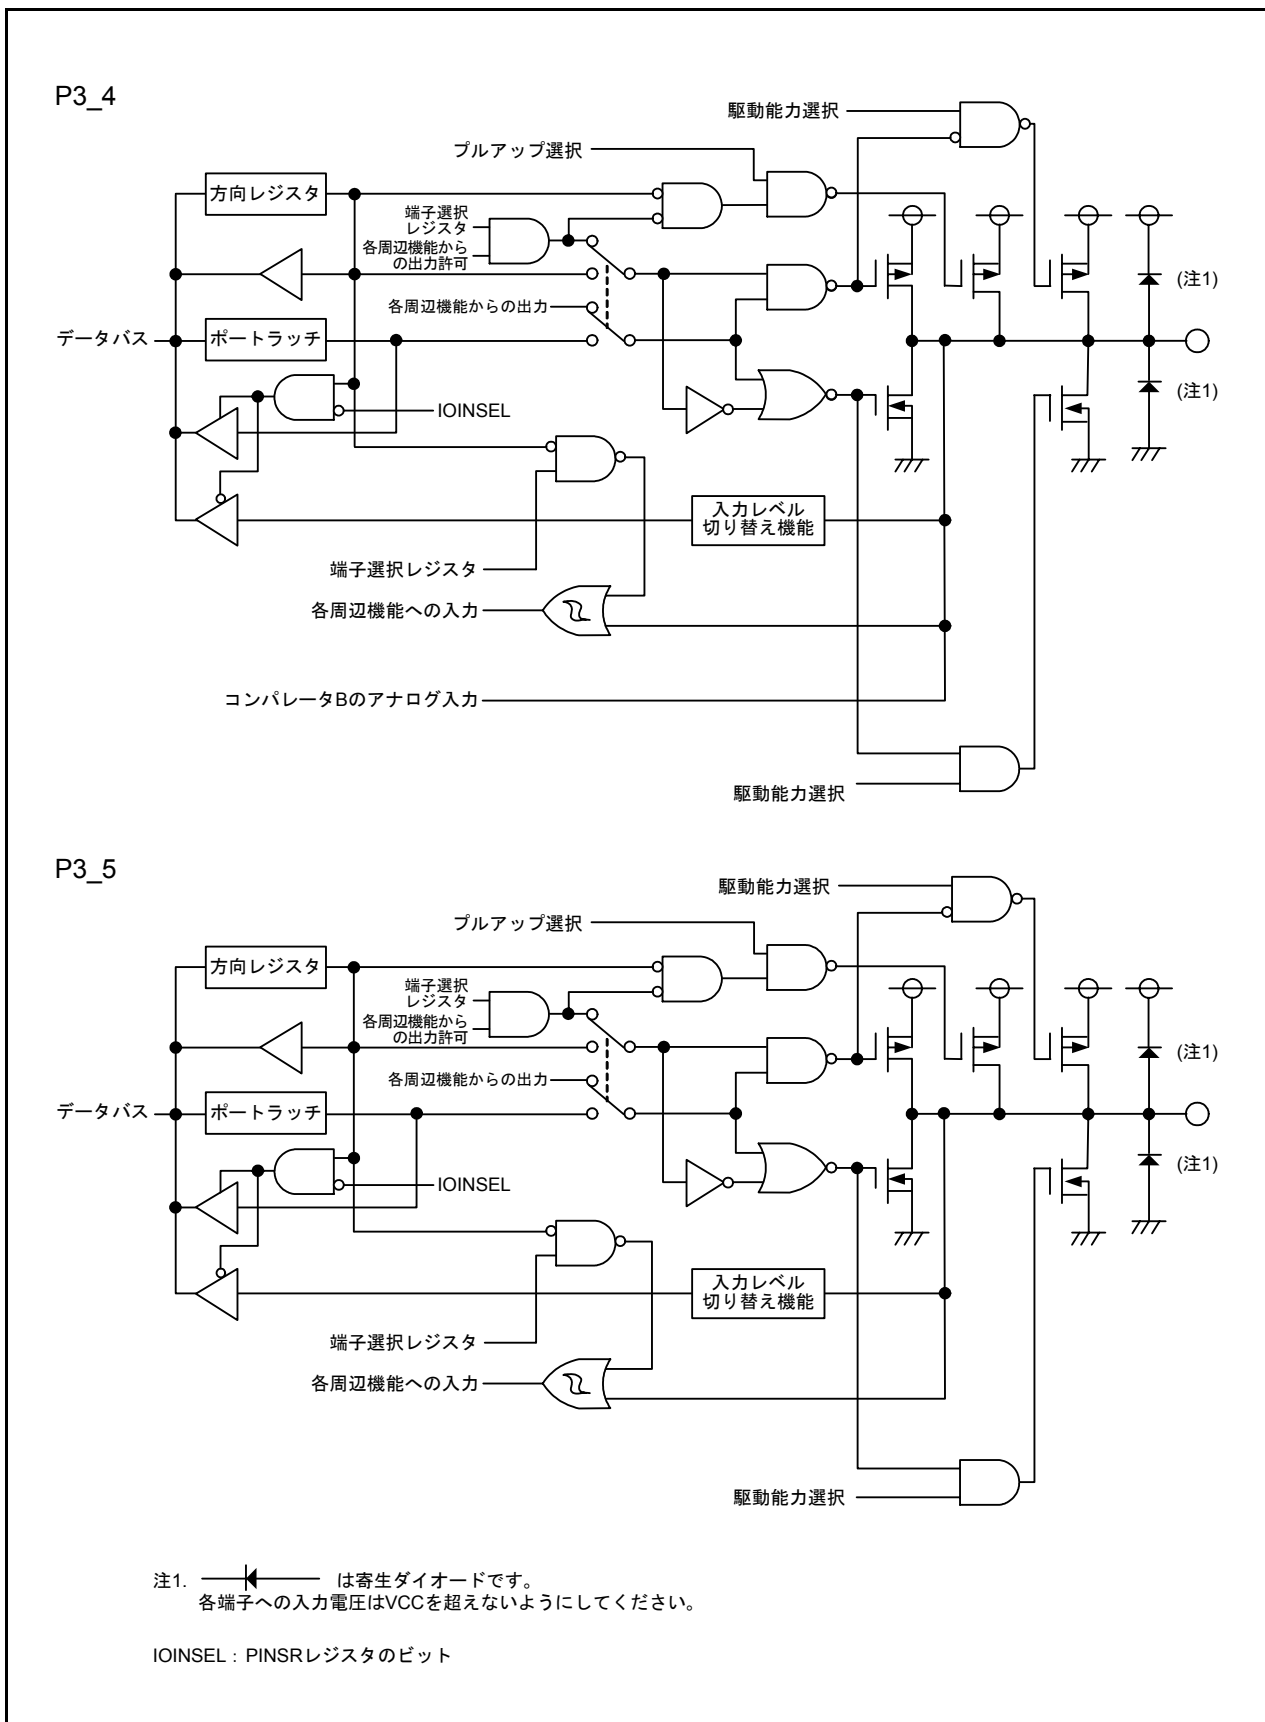 P3_4
駆動能力選択
プルアップ選択
方向レジスタ
端子選択
レジスタ
各周辺機能から
の出力許可
(注1)
各周辺機能からの出力
データバス
ポートラッチ
(注1)
IOINSEL
入力レベル
切り替え機能
端子選択レジスタ
各周辺機能への入力
コンパレータBのアナログ入力
駆動能力選択
P3_5
駆動能力選択
プルアップ選択
方向レジスタ
端子選択
レジスタ
各周辺機能から
の出力許可
(注1)
各周辺機能からの出力
データバス
ポートラッチ
(注1)
IOINSEL
入力レベル
切り替え機能
端子選択レジスタ
各周辺機能への入力
駆動能力選択
注1. は寄生ダイオードです。
各端子への入力電圧はVCCを超えないようにしてください。
IOINSEL : PINSRレジスタのビット